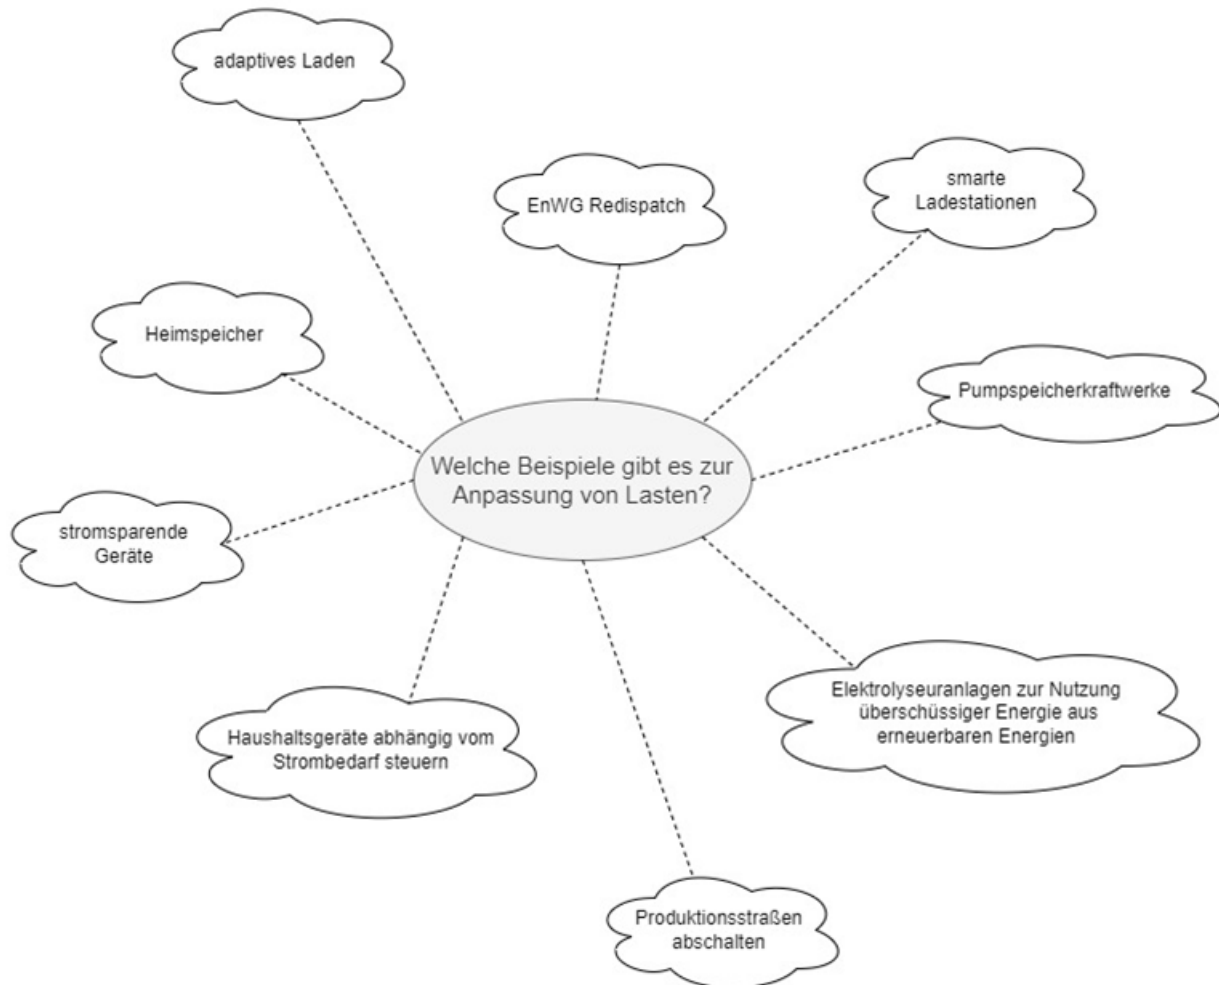 adaptives Laden
EnWG Redispatch
smarte
Ladestationen
Heimspeicher
Pumpspeicherkraftwerke
Welche Beispiele gibt es zur
Anpassung von Lasten?
stromsparende
Geräte
Elektrolyseuranlagen zur Nutzung
überschüssiger Energie aus
erneuerbaren Energien
Haushaltsgeräte abhängig vom
Strombedarf steuern
Produktionsstraßen
abschalten